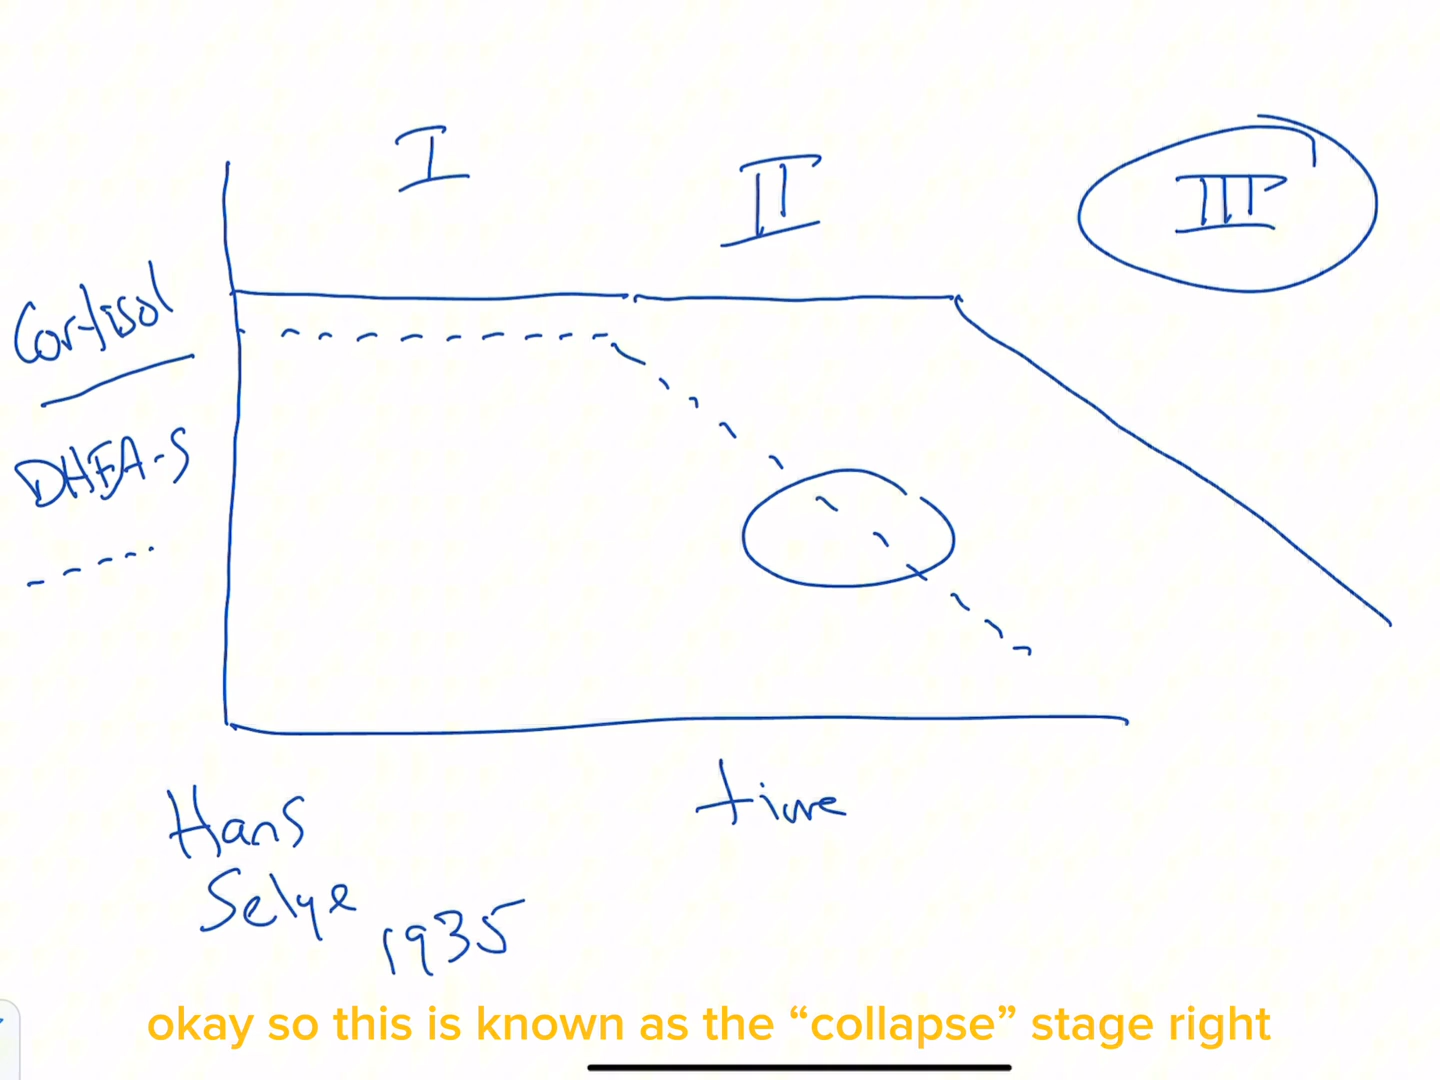 I
II
III
Cortisol
DHEA-S
time
Hans
Selye
1935
okay so this is known as the “collapse” stage right